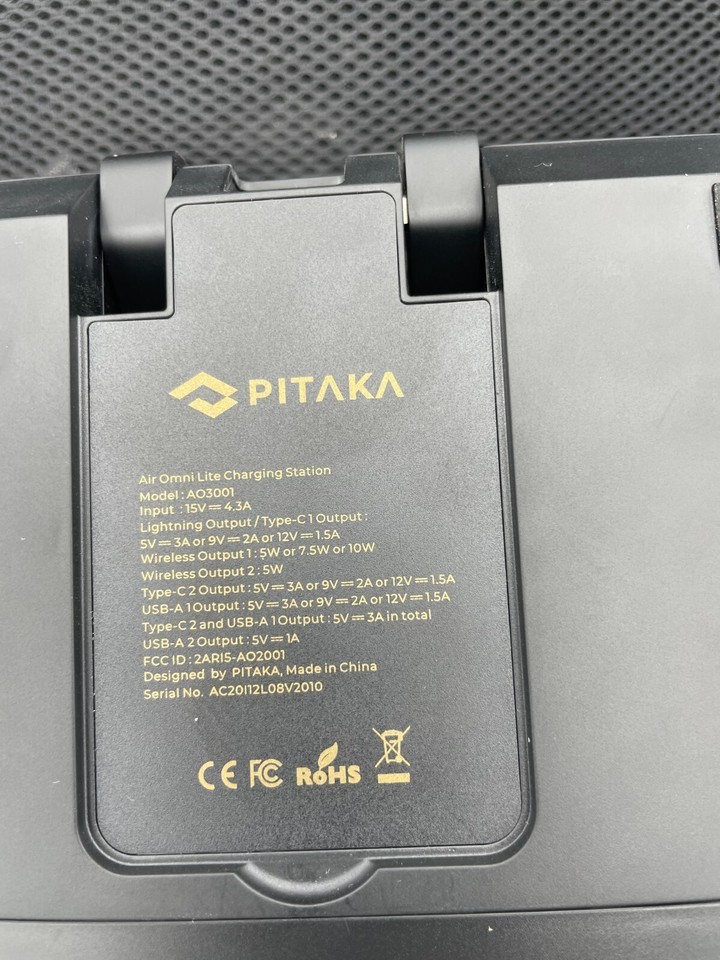 PITAKA
Air Omni Lite Charging Station
Model : AO3001
Input : 15V⎓4.3A
Lightning Output / Type-C 1 Output :
5V⎓3A or 9V⎓2A or 12V⎓1.5A
Wireless Output 1 : 5W or 7.5W or 10W
Wireless Output 2 : 5W
Type-C 2 Output : 5V⎓3A or 9V⎓2A or 12V⎓1.5A
USB-A 1 Output : 5V⎓3A or 9V⎓2A or 12V⎓1.5A
Type-C 2 and USB-A 1 Output : 5V⎓3A in total
USB-A 2 Output : 5V⎓1A
FCC ID : 2ARI5-AO2001
Designed by PITAKA, Made in China
Serial No. AC20I12L08V2010
CE FC RoHS